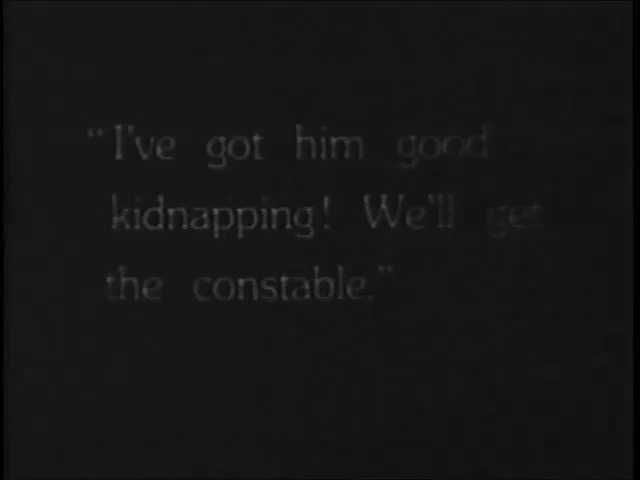 "I've got him good
kidnapping! We'll get
the constable."